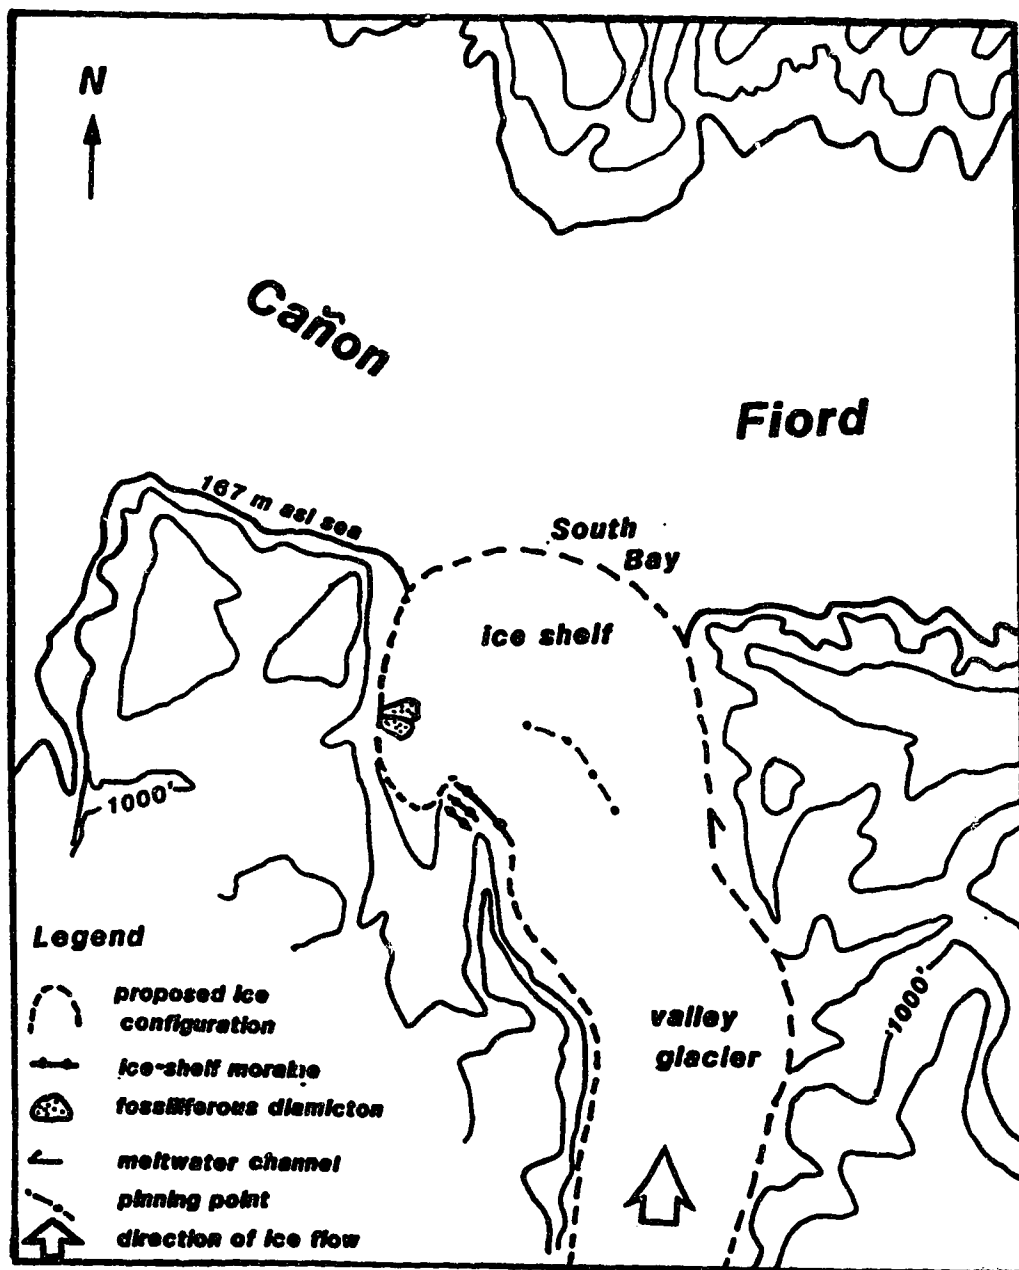 N
Cañon
Fiord
167 m asl sea
South
Bay
ice shelf
1000'
1000'
valley
glacier
Legend
proposed ice
configuration
ice-shelf moraine
fossiliferous diamicton
meltwater channel
pinning point
direction of ice flow